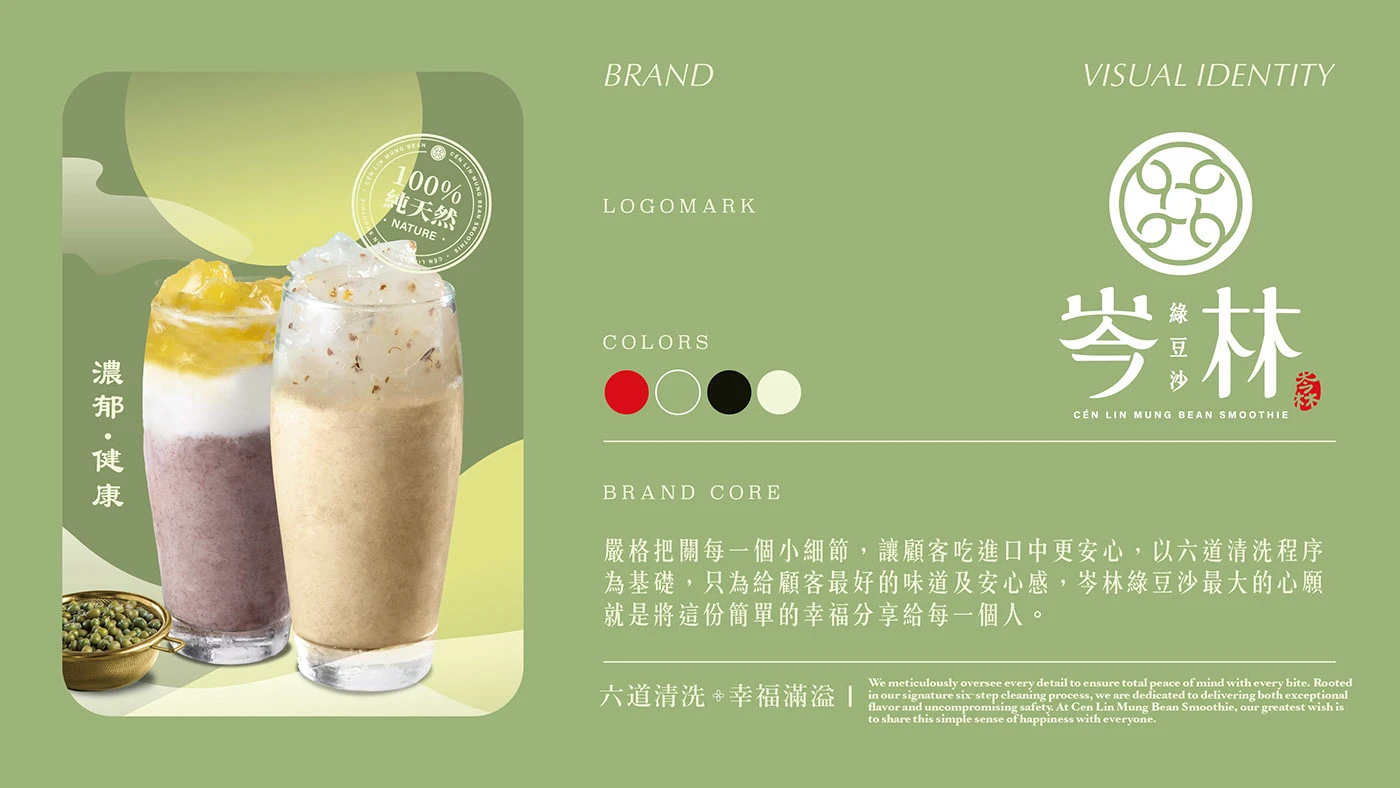 BRAND
VISUAL IDENTITY
CÉN LIN MUNG BEAN SMOOTHIE
CÉN LIN MUNG BEAN
100%
純天然
NATURE
濃郁・健康
LOGOMARK
COLORS
岑林
綠豆沙
岑林
CÉN LIN MUNG BEAN SMOOTHIE
BRAND CORE
嚴格把關每一個小細節，讓顧客吃進口中更安心，以六道清洗程序
為基礎，只為給顧客最好的味道及安心感，岑林綠豆沙最大的心願
就是將這份簡單的幸福分享給每一個人。
六道清洗 幸福滿溢
We meticulously oversee every detail to ensure total peace of mind with every bite. Rooted
in our signature six-step cleaning process, we are dedicated to delivering both exceptional
flavor and uncompromising safety. At Cen Lin Mung Bean Smoothie, our greatest wish is
to share this simple sense of happiness with everyone.